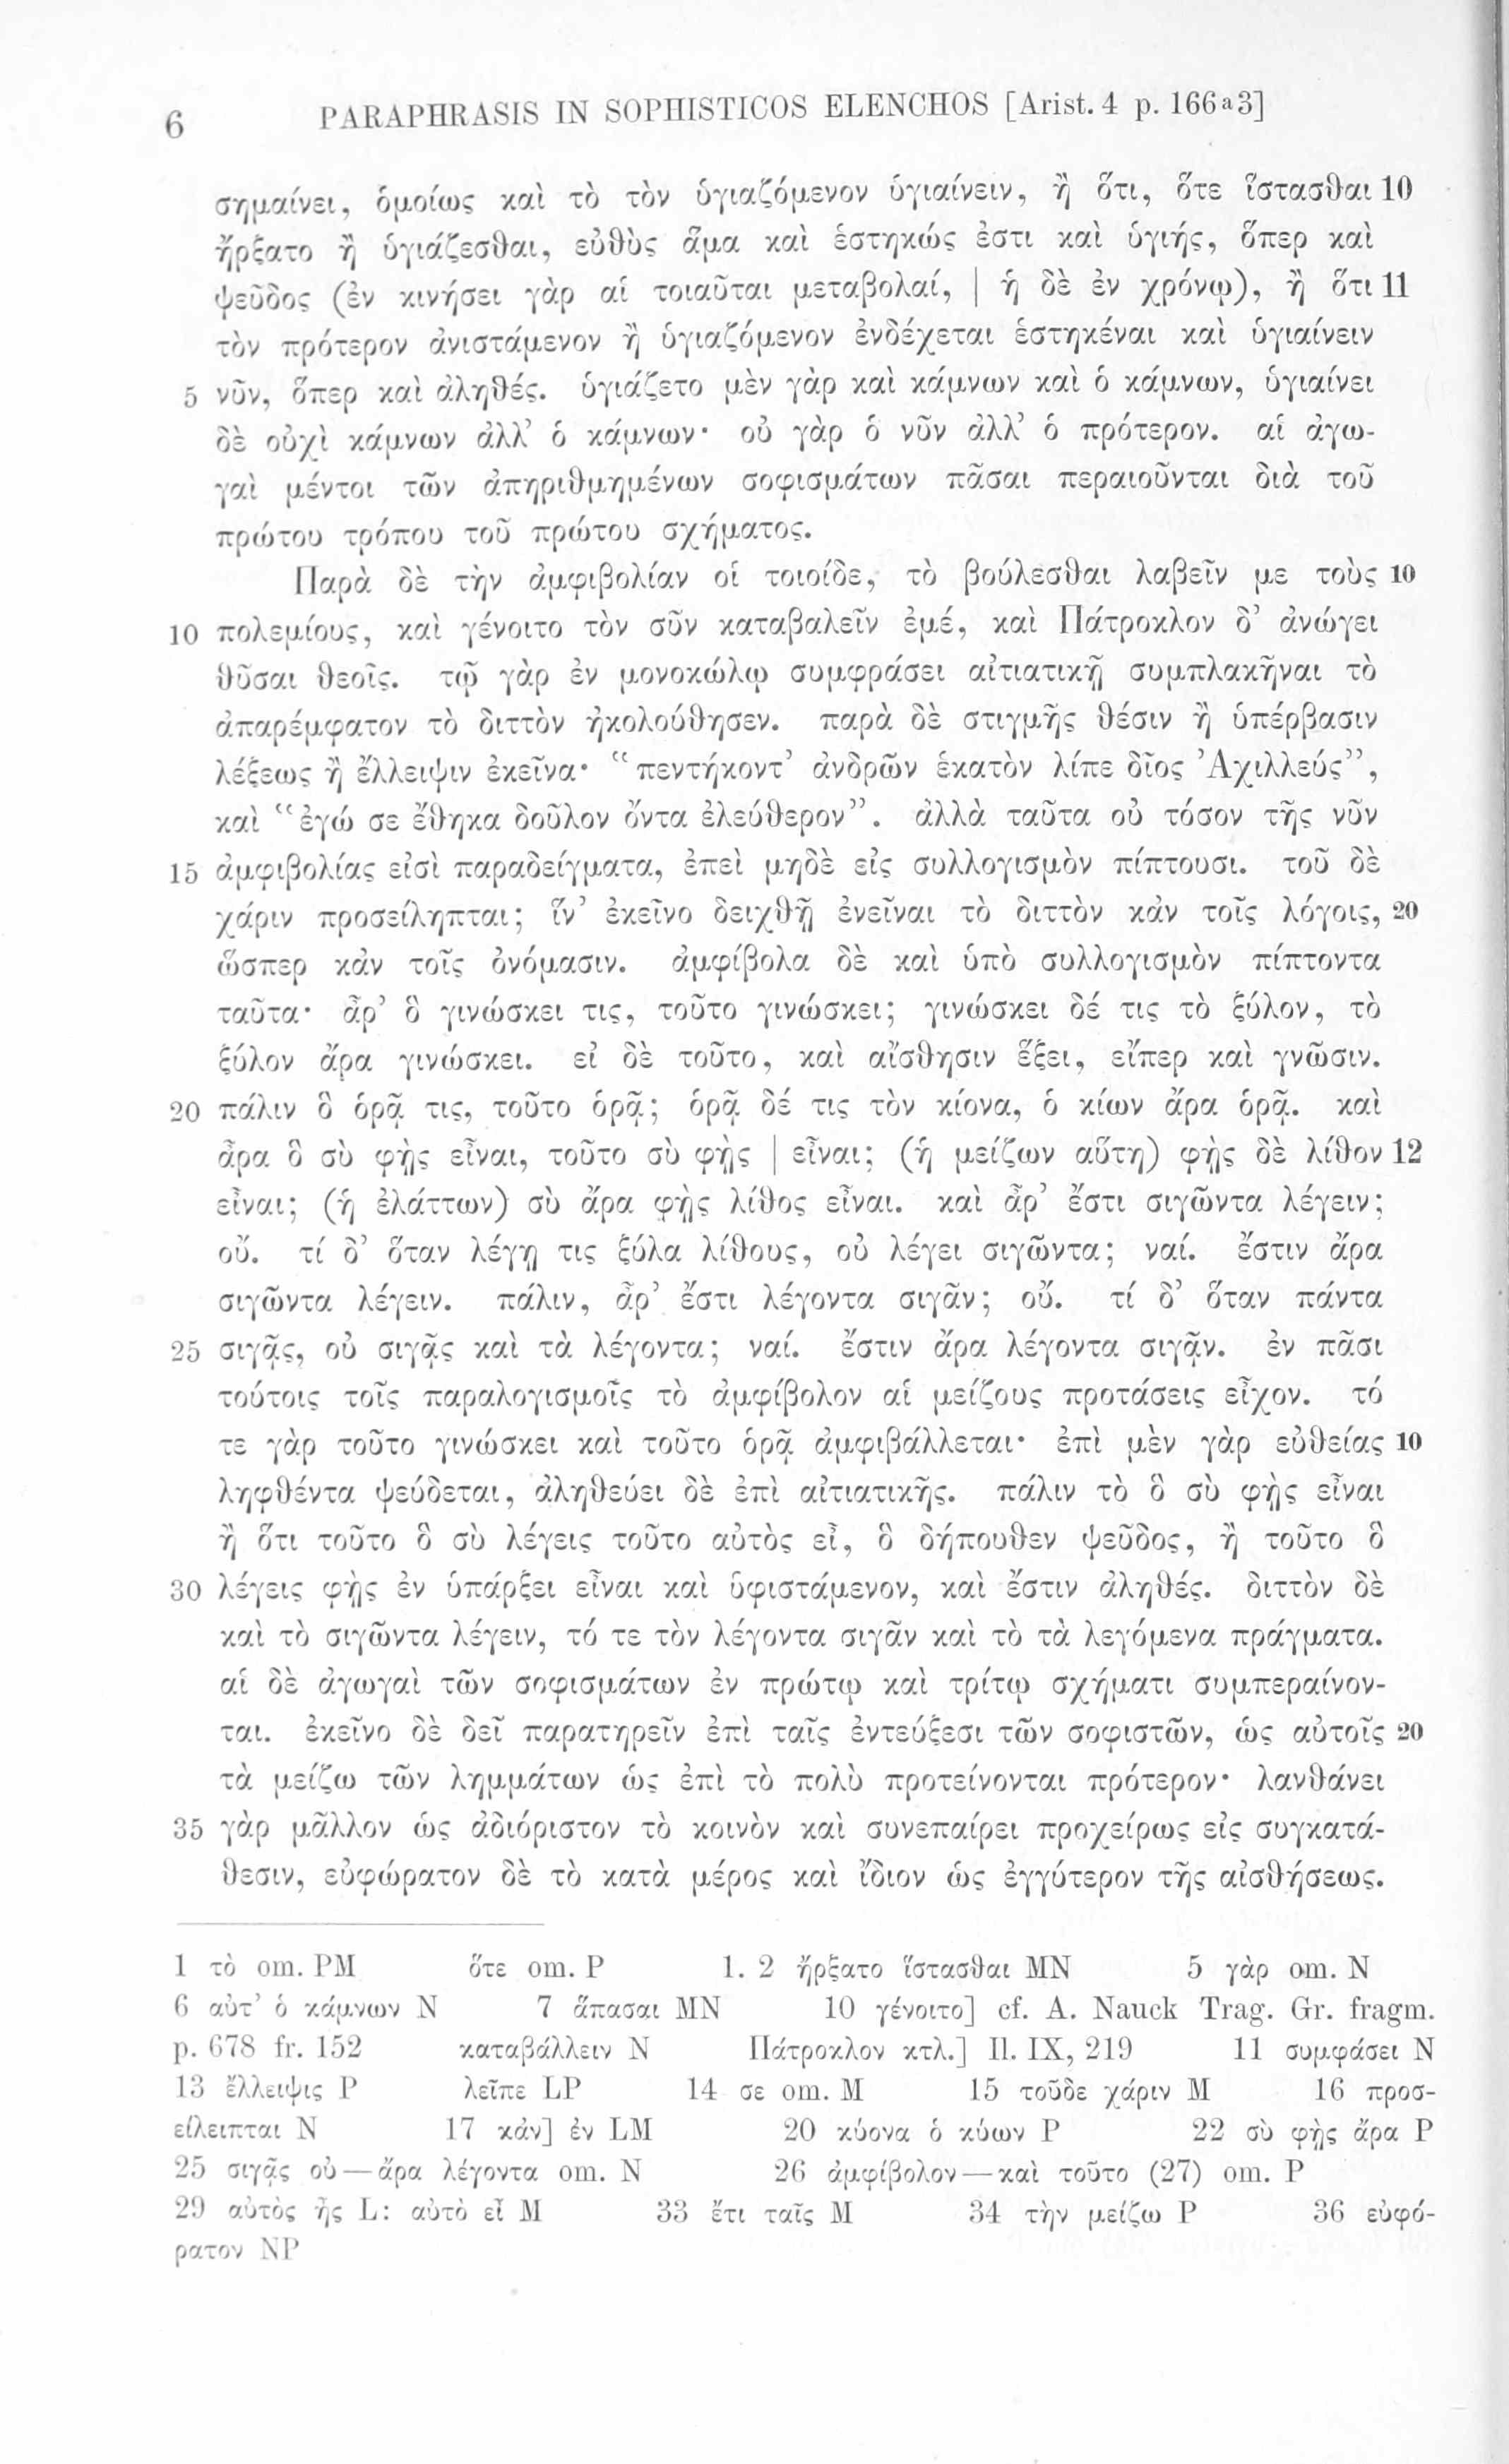 6 PARAPHRASIS IN SOPHISTICOS ELENCHOS [Arist. 4 p. 166a3]
σημαίνει, ὁμοίως καὶ τὸ τὸν ὑγιαζόμενον ὑγιαίνειν, ἢ ὅτι, ὅτε ἵστασθαι 10
ἤρξατο ἢ ὑγιάζεσθαι, εὐθὺς ἅμα καὶ ἑστηκώς ἐστι καὶ ὑγιής, ὅπερ καὶ
ψεῦδος (ἐν κινήσει γὰρ αἱ τοιαῦται μεταβολαί, | ἡ δὲ ἐν χρόνῳ), ἢ ὅτι 11
τὸν πρότερον ἀνιστάμενον ἢ ὑγιαζόμενον ἐνδέχεται ἑστηκέναι καὶ ὑγιαίνειν
5 νῦν, ὅπερ καὶ ἀληθές. ὑγιάζετο μὲν γὰρ καὶ κάμνων καὶ ὁ κάμνων, ὑγιαίνει
δὲ οὐχὶ κάμνων ἀλλ’ ὁ κάμνων· οὐ γὰρ ὁ νῦν ἀλλ’ ὁ πρότερον. αἱ ἀγω-
γαὶ μέντοι τῶν ἀπηριθμημένων σοφισμάτων πᾶσαι περαιοῦνται διὰ τοῦ
πρώτου τρόπου τοῦ πρώτου σχήματος.
Παρὰ δὲ τὴν ἀμφιβολίαν οἱ τοιοίδε, τὸ βούλεσθαι λαβεῖν με τοὺς 10
10 πολεμίους, καὶ γένοιτο τὸν σῦν καταβαλεῖν ἐμέ, καὶ Πάτροκλον δ’ ἀνώγει
θῦσαι θεοῖς. τῷ γὰρ ἐν μονοκώλῳ συμφράσει αἰτιατικῇ συμπλακῆναι τὸ
ἀπαρέμφατον τὸ διττὸν ἠκολούθησεν. παρὰ δὲ στιγμῆς θέσιν ἢ ὑπέρβασιν
λέξεως ἢ ἔλλειψιν ἐκεῖνα· “πεντήκοντ’ ἀνδρῶν ἑκατὸν λίπε δῖος Ἀχιλλεύς”,
καὶ “ἐγώ σε ἔθηκα δοῦλον ὄντα ἐλεύθερον”. ἀλλὰ ταῦτα οὐ τόσον τῆς νῦν
15 ἀμφιβολίας εἰσὶ παραδείγματα, ἐπεὶ μηδὲ εἰς συλλογισμὸν πίπτουσι. τοῦ δὲ
χάριν προσείληπται; ἵν’ ἐκεῖνο δειχθῇ ἐνεῖναι τὸ διττὸν κἀν τοῖς λόγοις, 20
ὥσπερ κἀν τοῖς ὀνόμασιν. ἀμφίβολα δὲ καὶ ὑπὸ συλλογισμὸν πίπτοντα
ταῦτα· ἆρ’ ὃ γινώσκει τις, τοῦτο γινώσκει; γινώσκει δέ τις τὸ ξύλον, τὸ
ξύλον ἄρα γινώσκει. εἰ δὲ τοῦτο, καὶ αἴσθησιν ἕξει, εἴπερ καὶ γνῶσιν.
20 πάλιν ὃ ὁρᾷ τις, τοῦτο ὁρᾷ; ὁρᾷ δέ τις τὸν κίονα, ὁ κίων ἄρα ὁρᾷ. καὶ
ἆρα ὃ σὺ φῂς εἶναι, τοῦτο σὺ φῂς | εἶναι; (ἡ μείζων αὕτη) φῂς δὲ λίθον 12
εἶναι; (ἡ ἐλάττων) σὺ ἄρα φῂς λίθος εἶναι. καὶ ἆρ’ ἔστι σιγῶντα λέγειν;
οὔ. τί δ’ ὅταν λέγῃ τις ξύλα λίθους, οὐ λέγει σιγῶντα; ναί. ἔστιν ἄρα
σιγῶντα λέγειν. πάλιν, ἆρ’ ἔστι λέγοντα σιγᾶν; οὔ. τί δ’ ὅταν πάντα
25 σιγᾷς, οὐ σιγᾷς καὶ τὰ λέγοντα; ναί. ἔστιν ἄρα λέγοντα σιγᾷν. ἐν πᾶσι
τούτοις τοῖς παραλογισμοῖς τὸ ἀμφίβολον αἱ μείζους προτάσεις εἶχον. τό
τε γὰρ τοῦτο γινώσκει καὶ τοῦτο ὁρᾷ ἀμφιβάλλεται· ἐπὶ μὲν γὰρ εὐθείας 10
ληφθέντα ψεύδεται, ἀληθεύει δὲ ἐπὶ αἰτιατικῆς. πάλιν τὸ ὃ σὺ φῂς εἶναι
ἢ ὅτι τοῦτο ὃ σὺ λέγεις τοῦτο αὐτὸς εἶ, ὃ δήπουθεν ψεῦδος, ἢ τοῦτο ὃ
30 λέγεις φῂς ἐν ὑπάρξει εἶναι καὶ ὑφιστάμενον, καὶ ἔστιν ἀληθές. διττὸν δὲ
καὶ τὸ σιγῶντα λέγειν, τό τε τὸν λέγοντα σιγᾶν καὶ τὸ τὰ λεγόμενα πράγματα.
αἱ δὲ ἀγωγαὶ τῶν σοφισμάτων ἐν πρώτῳ καὶ τρίτῳ σχήματι συμπεραίνον-
ται. ἐκεῖνο δὲ δεῖ παρατηρεῖν ἐπὶ ταῖς ἐντεύξεσι τῶν σοφιστῶν, ὡς αὐτοῖς 20
τὰ μείζω τῶν λημμάτων ὡς ἐπὶ τὸ πολὺ προτείνονται πρότερον· λανθάνει
35 γὰρ μᾶλλον ὡς ἀδιόριστον τὸ κοινὸν καὶ συνεπαίρει προχείρως εἰς συγκατά-
θεσιν, εὐφώρατον δὲ τὸ κατὰ μέρος καὶ ἴδιον ὡς ἐγγύτερον τῆς αἰσθήσεως.
1 τὸ om. PM ὅτε om. P 1. 2 ἤρξατο ἵστασθαι MN 5 γὰρ om. N
6 αὐτ’ ὁ κάμνων N 7 ἅπασαι MN 10 γένοιτο] cf. A. Nauck Trag. Gr. fragm.
p. 678 fr. 152 καταβάλλειν N Πάτροκλον κτλ.] Il. IX, 219 11 συμφάσει N
13 ἔλλειψις P λεῖπε LP 14 σε om. M 15 τοῦδε χάριν M 16 προσ-
είλειπται N 17 κἀν] ἐν LM 20 κύονα ὁ κύων P 22 σὺ φῂς ἄρα P
25 σιγᾷς οὐ — ἄρα λέγοντα om. N 26 ἀμφίβολον — καὶ τοῦτο (27) om. P
29 αὐτὸς ᾖς L: αὐτὸ εἶ M 33 ἔτι ταῖς M 34 τὴν μείζω P 36 εὐφό-
ρατον NP